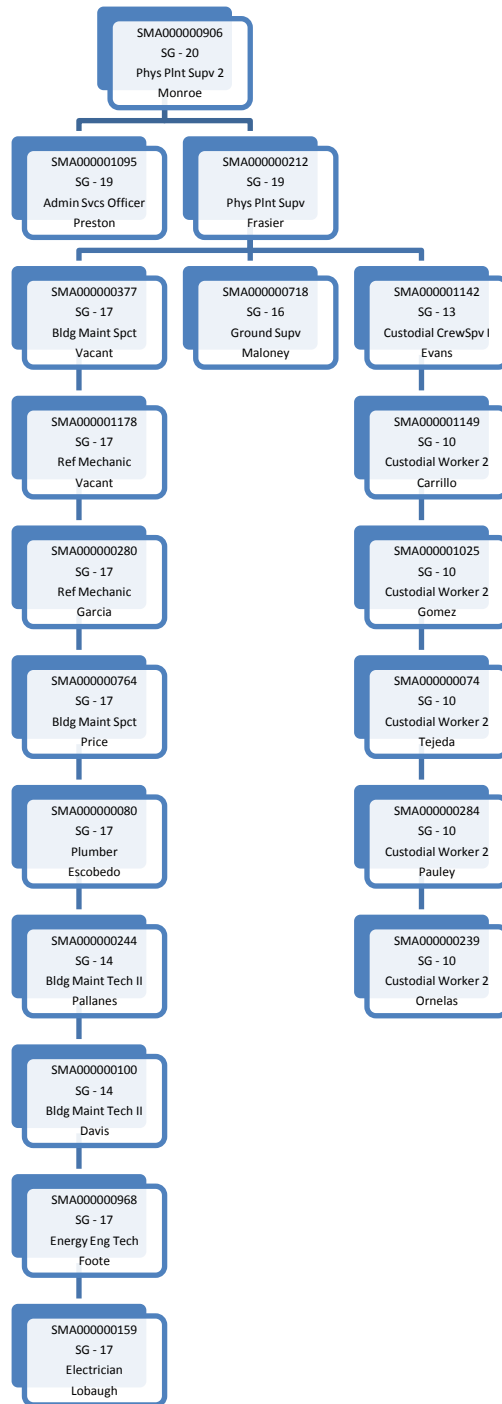 SMA000000906
SG - 20
Phys Plnt Supv 2
Monroe
SMA000001095
SG - 19
Admin Svcs Officer
Preston
SMA000000212
SG - 19
Phys Plnt Supv
Frasier
SMA000000377
SG - 17
Bldg Maint Spct
Vacant
SMA000000718
SG - 16
Ground Supv
Maloney
SMA000001142
SG - 13
Custodial CrewSpv I
Evans
SMA000001178
SG - 17
Ref Mechanic
Vacant
SMA000001149
SG - 10
Custodial Worker 2
Carrillo
SMA000000280
SG - 17
Ref Mechanic
Garcia
SMA000001025
SG - 10
Custodial Worker 2
Gomez
SMA000000764
SG - 17
Bldg Maint Spct
Price
SMA000000074
SG - 10
Custodial Worker 2
Tejeda
SMA000000080
SG - 17
Plumber
Escobedo
SMA000000284
SG - 10
Custodial Worker 2
Pauley
SMA000000244
SG - 14
Bldg Maint Tech II
Pallanes
SMA000000239
SG - 10
Custodial Worker 2
Ornelas
SMA000000100
SG - 14
Bldg Maint Tech II
Davis
SMA000000968
SG - 17
Energy Eng Tech
Foote
SMA000000159
SG - 17
Electrician
Lobaugh